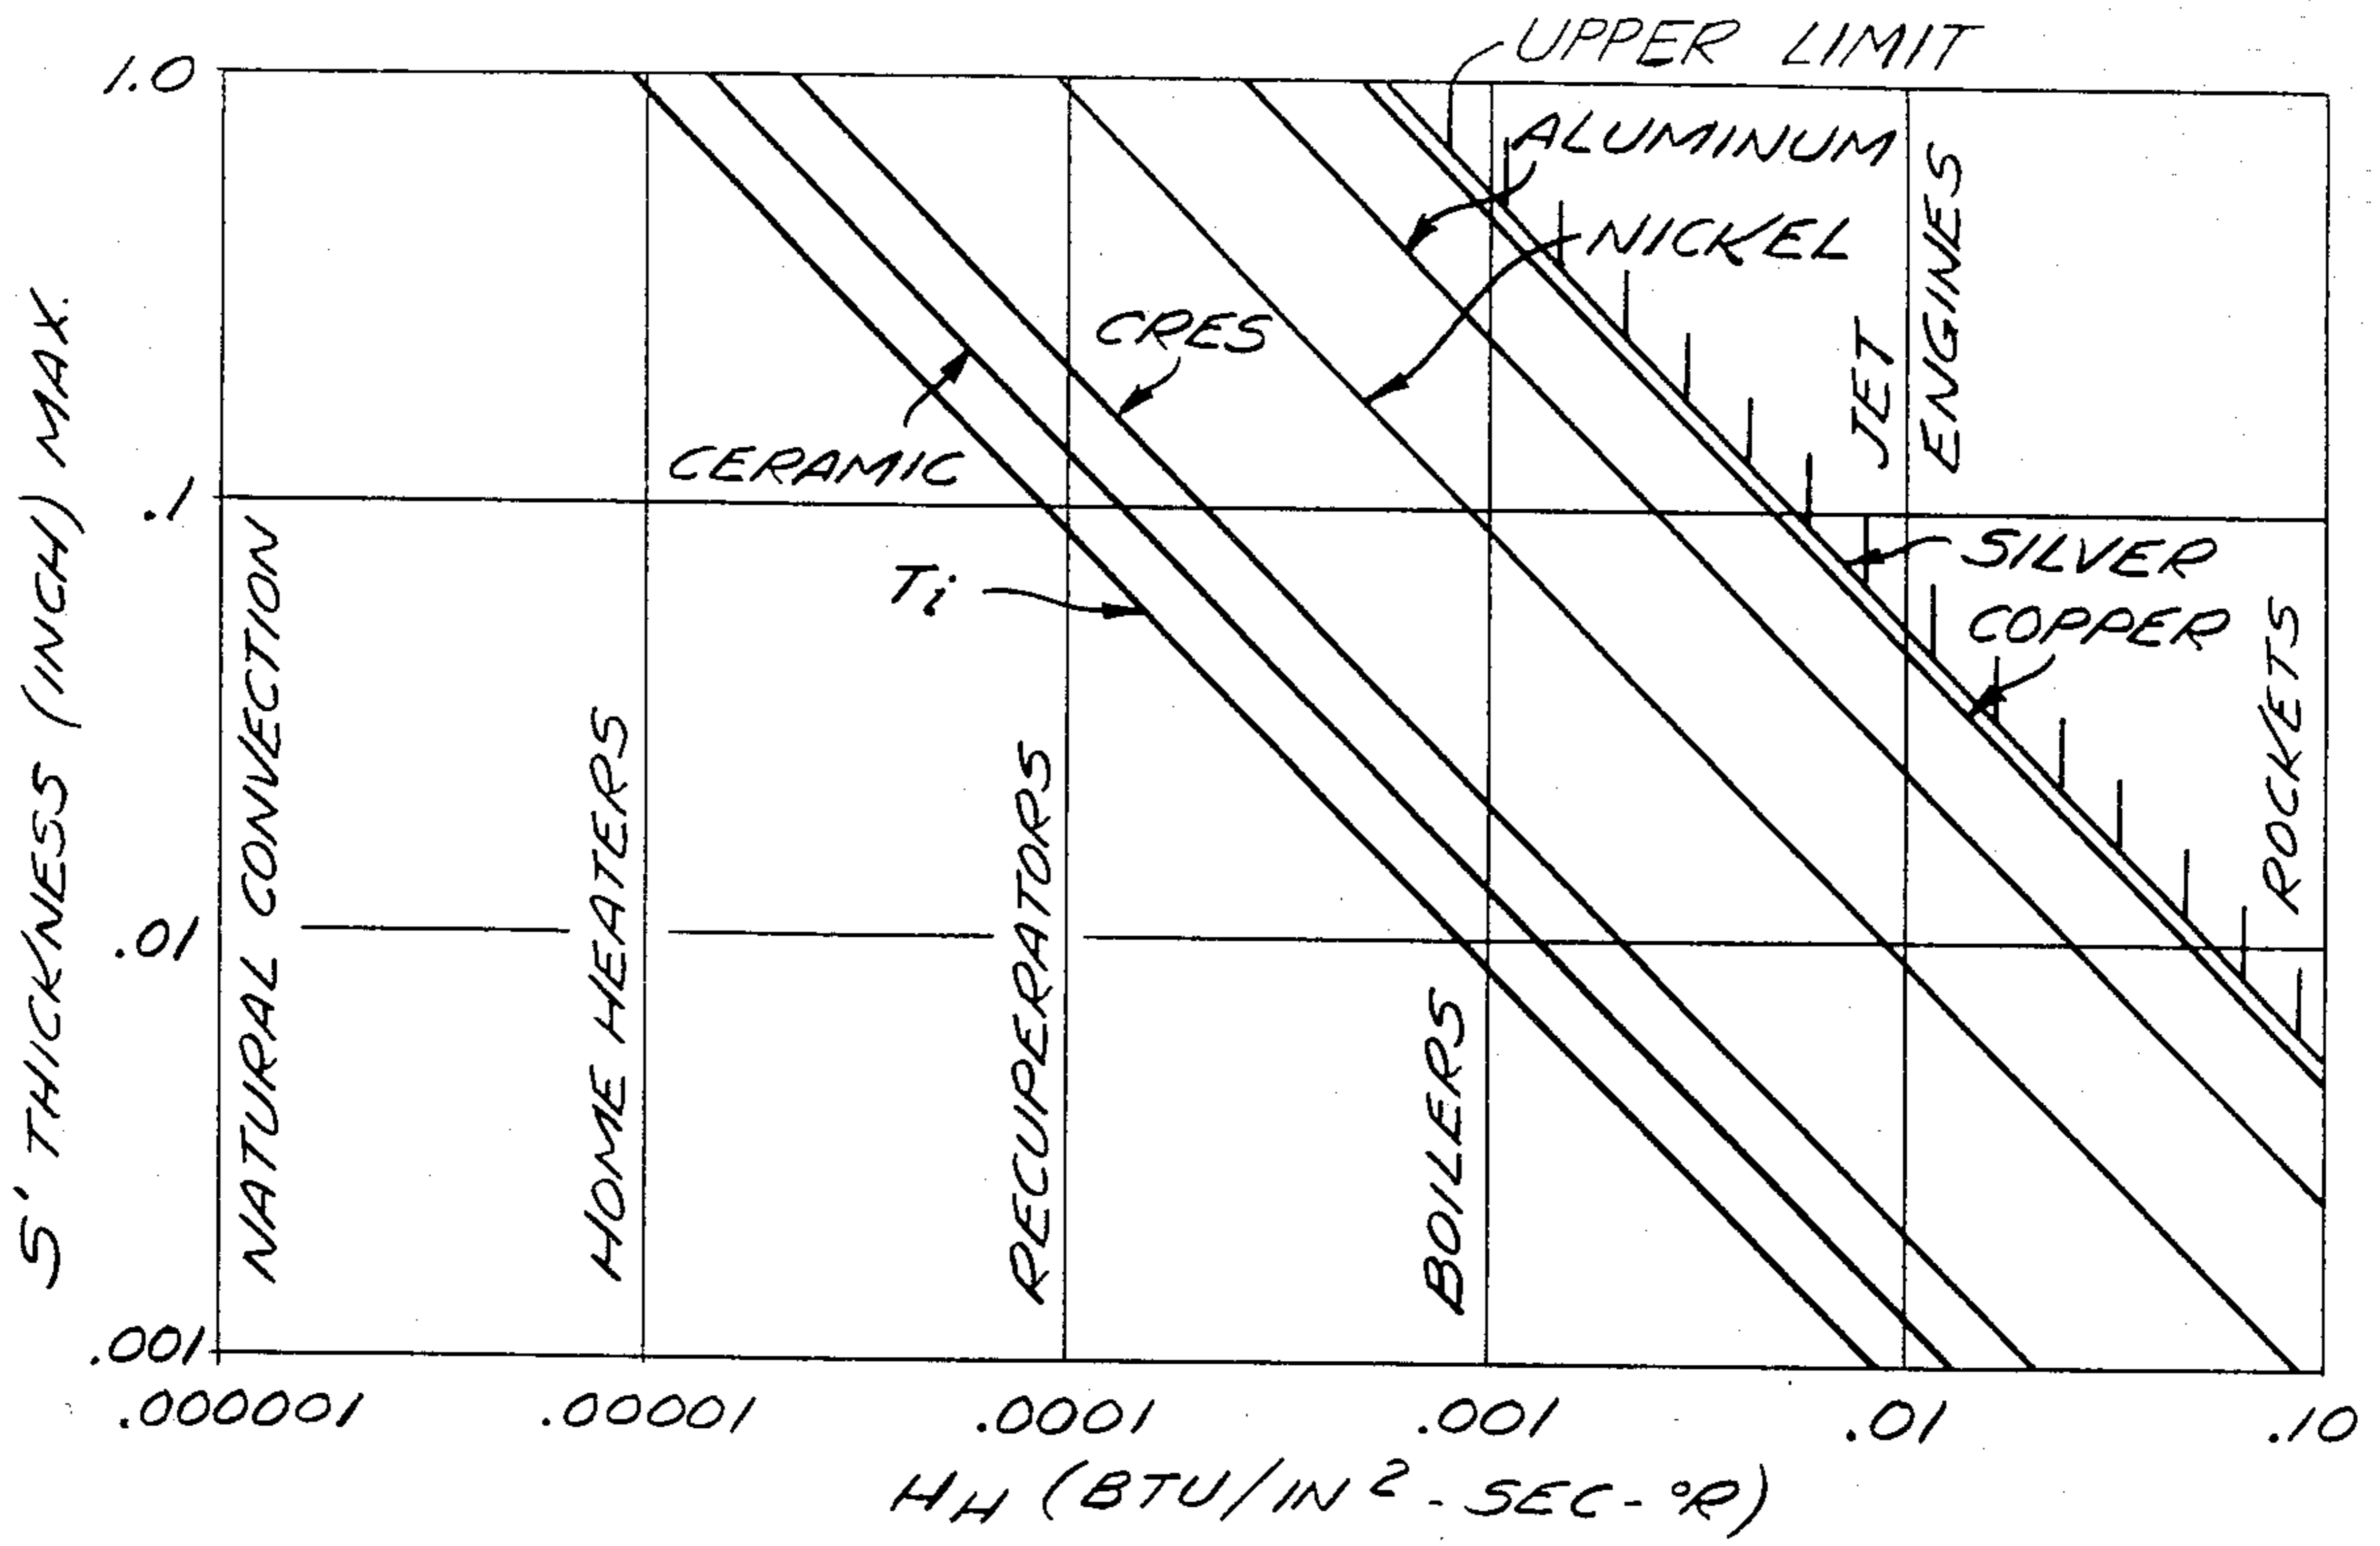 UPPER LIMIT
1.0
ALUMINUM
NICKEL
JET
ENGINES
CRES
CERAMIC
S' THICKNESS (INCH) MAX.
.1
SILVER
Ti
COPPER
NATURAL CONVECTION
HOME HEATERS
RECUPERATORS
BOILERS
ROCKETS
.01
.001
.000001
.00001
.0001
.001
.01
.10
HH (BTU/IN2-SEC-°R)